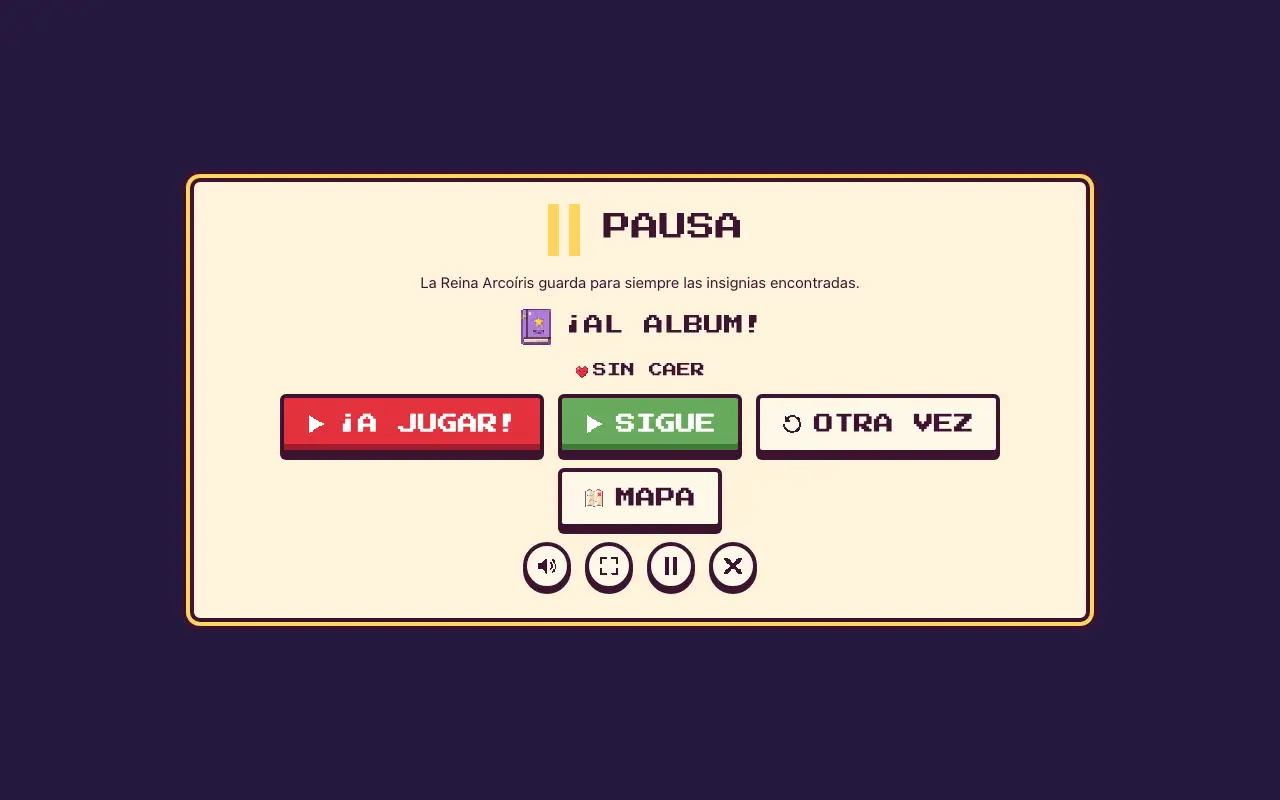 PAUSA
La Reina Arcoíris guarda para siempre las insignias encontradas.
¡AL ALBUM!
SIN CAER
¡A JUGAR!
SIGUE
OTRA VEZ
MAPA